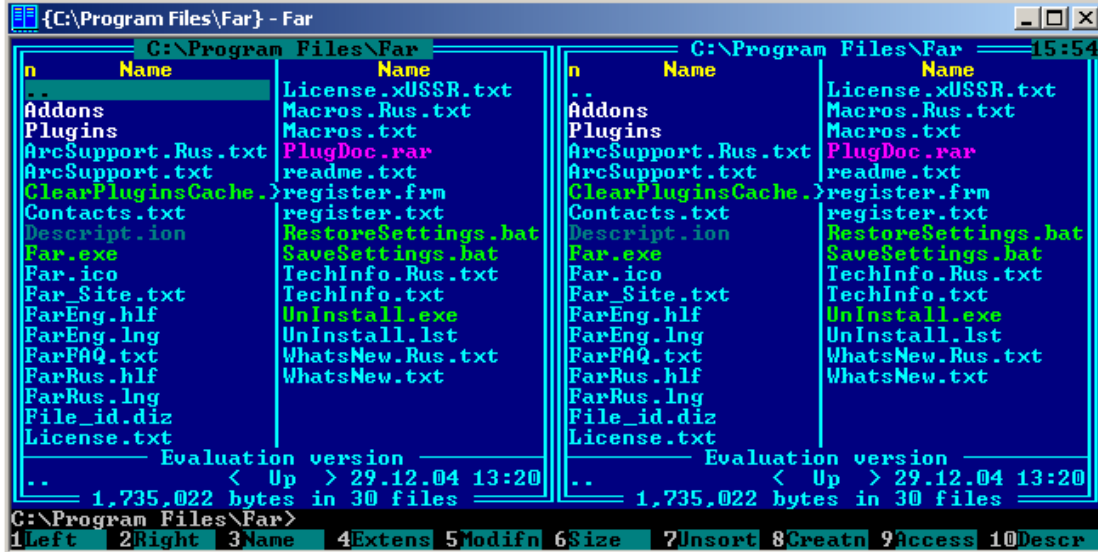 {C:\Program Files\Far} - Far
C:\Program Files\Far
n Name Name
.. License.xUSSR.txt
Addons Macros.Rus.txt
Plugins Macros.txt
ArcSupport.Rus.txt PlugDoc.rar
ArcSupport.txt readme.txt
ClearPluginsCache.} register.frm
Contacts.txt register.txt
Descript.ion RestoreSettings.bat
Far.exe SaveSettings.bat
Far.ico TechInfo.Rus.txt
Far_Site.txt TechInfo.txt
FarEng.hlf UnInstall.exe
FarEng.lng UnInstall.lst
FarFAQ.txt WhatsNew.Rus.txt
FarRus.hlf WhatsNew.txt
FarRus.lng
File_id.diz
License.txt
Evaluation version
.. < Up > 29.12.04 13:20
1,735,022 bytes in 30 files
C:\Program Files\Far 15:54
n Name Name
.. License.xUSSR.txt
Addons Macros.Rus.txt
Plugins Macros.txt
ArcSupport.Rus.txt PlugDoc.rar
ArcSupport.txt readme.txt
ClearPluginsCache.} register.frm
Contacts.txt register.txt
Descript.ion RestoreSettings.bat
Far.exe SaveSettings.bat
Far.ico TechInfo.Rus.txt
Far_Site.txt TechInfo.txt
FarEng.hlf UnInstall.exe
FarEng.lng UnInstall.lst
FarFAQ.txt WhatsNew.Rus.txt
FarRus.hlf WhatsNew.txt
FarRus.lng
File_id.diz
License.txt
Evaluation version
.. < Up > 29.12.04 13:20
1,735,022 bytes in 30 files
C:\Program Files\Far>
1Left 2Right 3Name 4Extens 5Modifn 6Size 7Unsort 8Creatn 9Access 10Descr